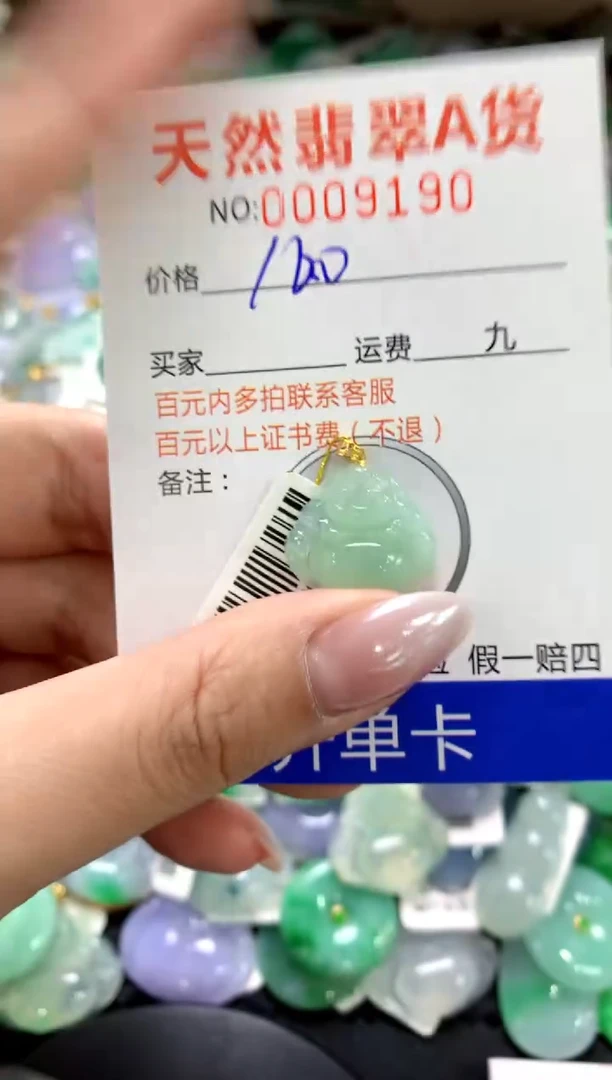 天然翡翠A货
NO:0009190
价格
买家 运费 九
百元内多拍联系客服
百元以上证书费(不退)
备注:
假一赔四
开单卡